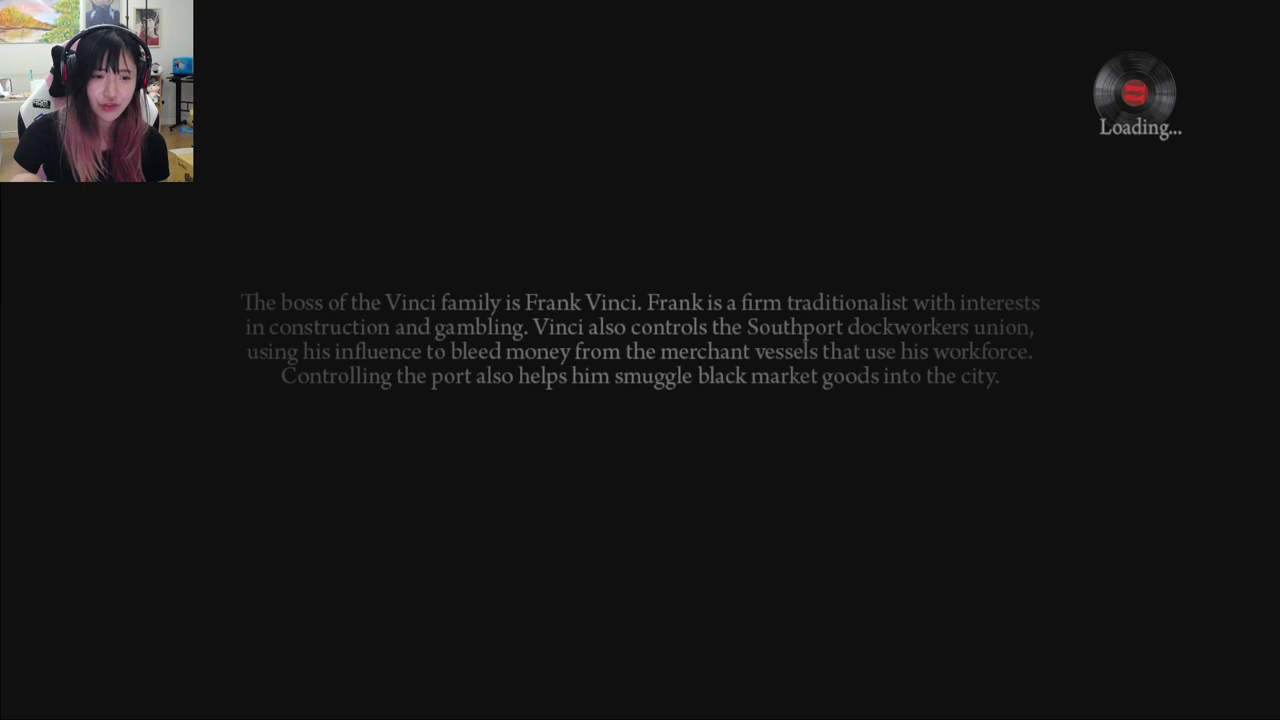 Loading...
The boss of the Vinci family is Frank Vinci. Frank is a firm traditionalist with interests
in construction and gambling. Vinci also controls the Southport dockworkers union,
using his influence to bleed money from the merchant vessels that use his workforce.
Controlling the port also helps him smuggle black market goods into the city.